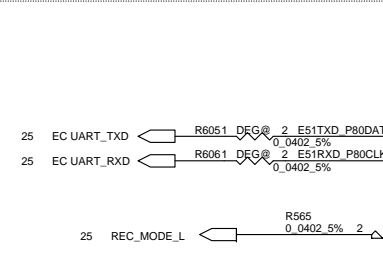 25 EC UART_TXD R6051 DEG@ 2 E51TXD_P80DAT
0_0402_5%
25 EC UART_RXD R6061 DEG@ 2 E51RXD_P80CLK
0_0402_5%
R565
25 REC_MODE_L 0_0402_5% 2